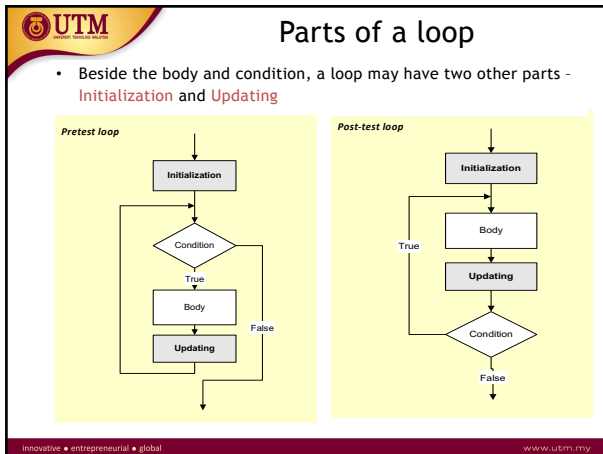 UTM
UNIVERSITI TEKNOLOGI MALAYSIA
Parts of a loop
• Beside the body and condition, a loop may have two other parts –
Initialization and Updating
Pretest loop
Initialization
Condition
True
Body
False
Updating
Post-test loop
Initialization
Body
True
Updating
Condition
False
innovative ● entrepreneurial ● global
www.utm.my